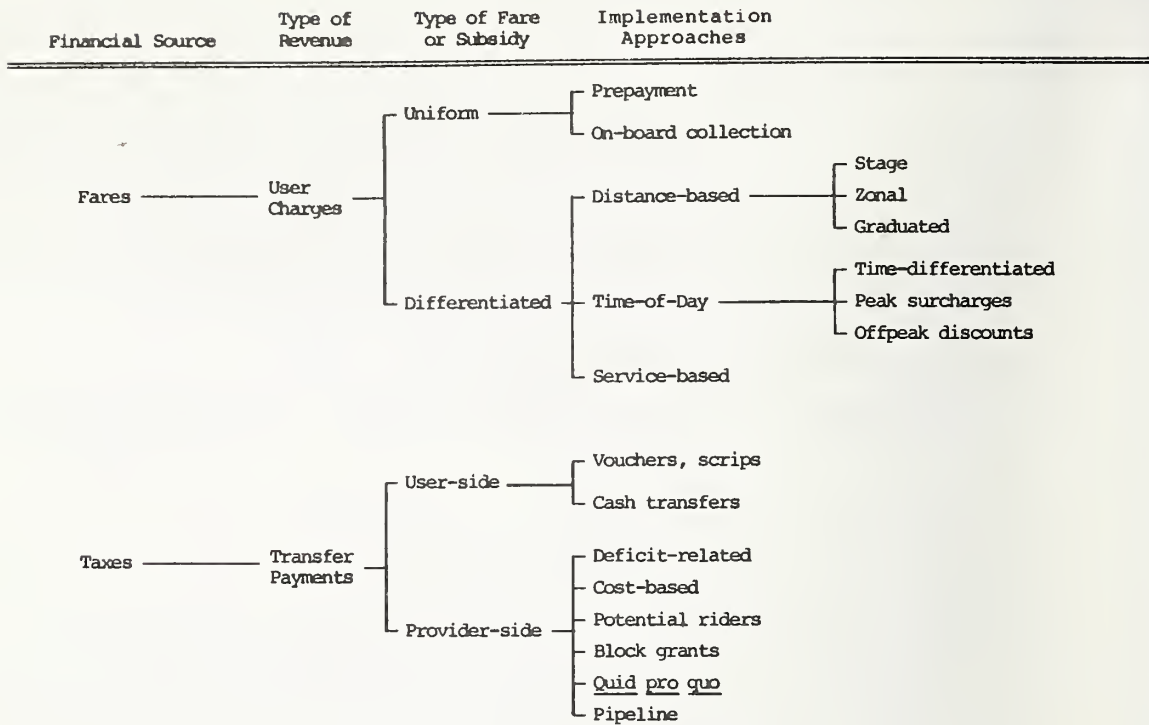 Financial Source
Type of
Revenue
Type of Fare
or Subsidy
Implementation
Approaches
Fares
User
Charges
Uniform
Prepayment
On-board collection
Differentiated
Distance-based
Stage
Zonal
Graduated
Time-of-Day
Time-differentiated
Peak surcharges
Offpeak discounts
Service-based
Taxes
Transfer
Payments
User-side
Vouchers, scrips
Cash transfers
Provider-side
Deficit-related
Cost-based
Potential riders
Block grants
Quid pro quo
Pipeline